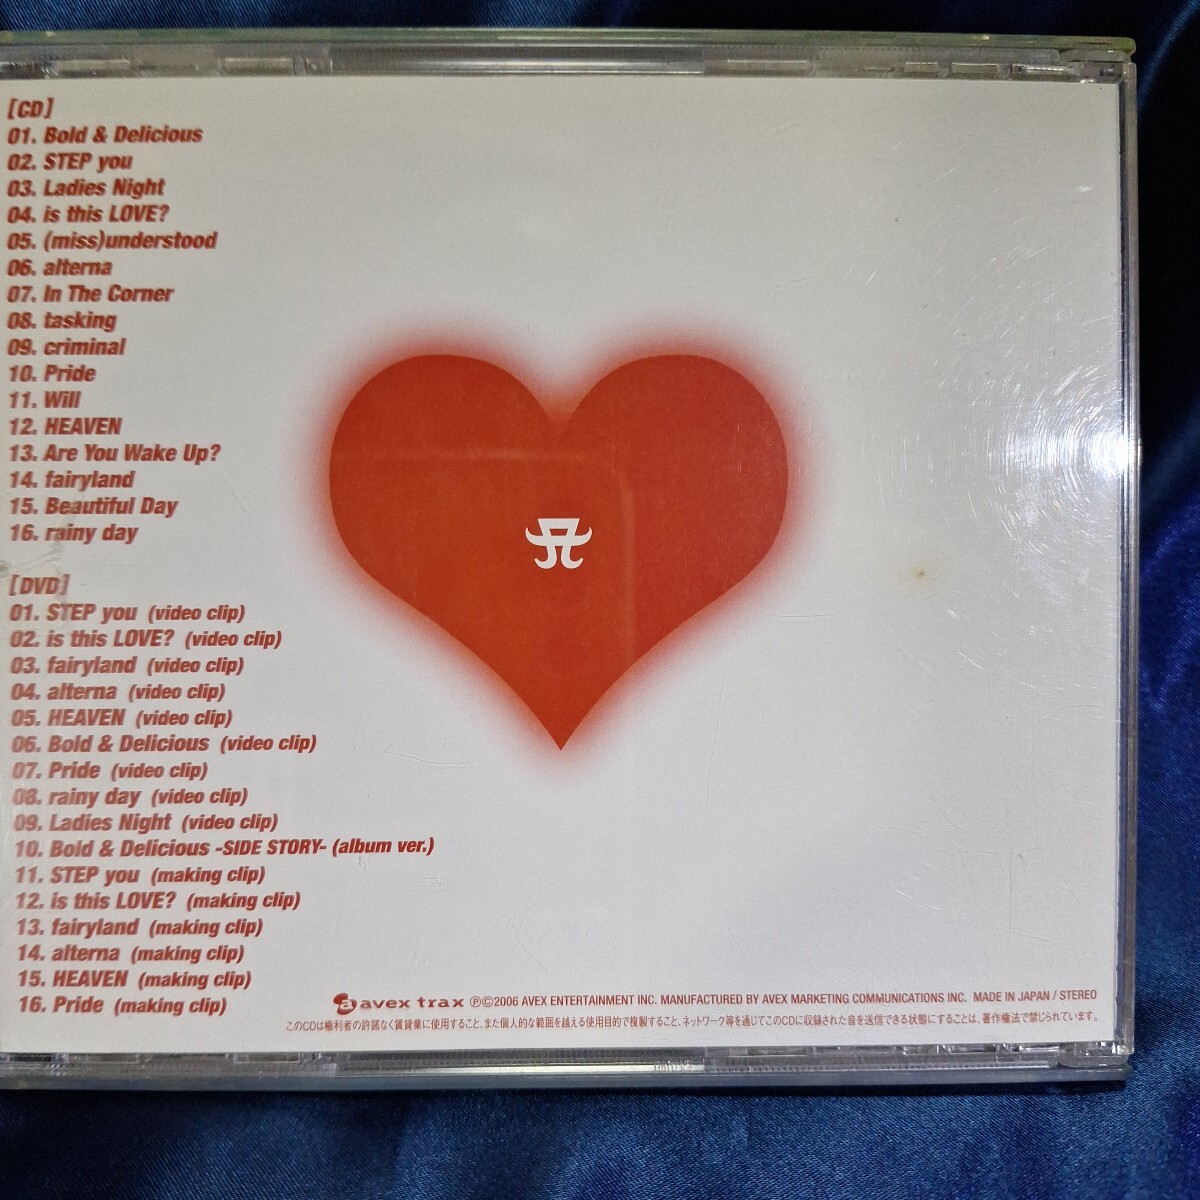 [CD]
01. Bold & Delicious
02. STEP you
03. Ladies Night
04. is this LOVE?
05. (miss)understood
06. alterna
07. In The Corner
08. tasking
09. criminal
10. Pride
11. Will
12. HEAVEN
13. Are You Wake Up?
14. fairyland
15. Beautiful Day
16. rainy day
[DVD]
01. STEP you (video clip)
02. is this LOVE? (video clip)
03. fairyland (video clip)
04. alterna (video clip)
05. HEAVEN (video clip)
06. Bold & Delicious (video clip)
07. Pride (video clip)
08. rainy day (video clip)
09. Ladies Night (video clip)
10. Bold & Delicious -SIDE STORY- (album ver.)
11. STEP you (making clip)
12. is this LOVE? (making clip)
13. fairyland (making clip)
14. alterna (making clip)
15. HEAVEN (making clip)
16. Pride (making clip)
a avex trax ℗©2006 AVEX ENTERTAINMENT INC. MANUFACTURED BY AVEX MARKETING COMMUNICATIONS INC. MADE IN JAPAN / STEREO
このCDは権利者の許諾なく賃貸業に使用すること、また個人的な範囲を越える使用目的で複製すること、ネットワーク等を通じてこのCDに収録された音を送信できる状態にすることは、著作権法で禁じられています。